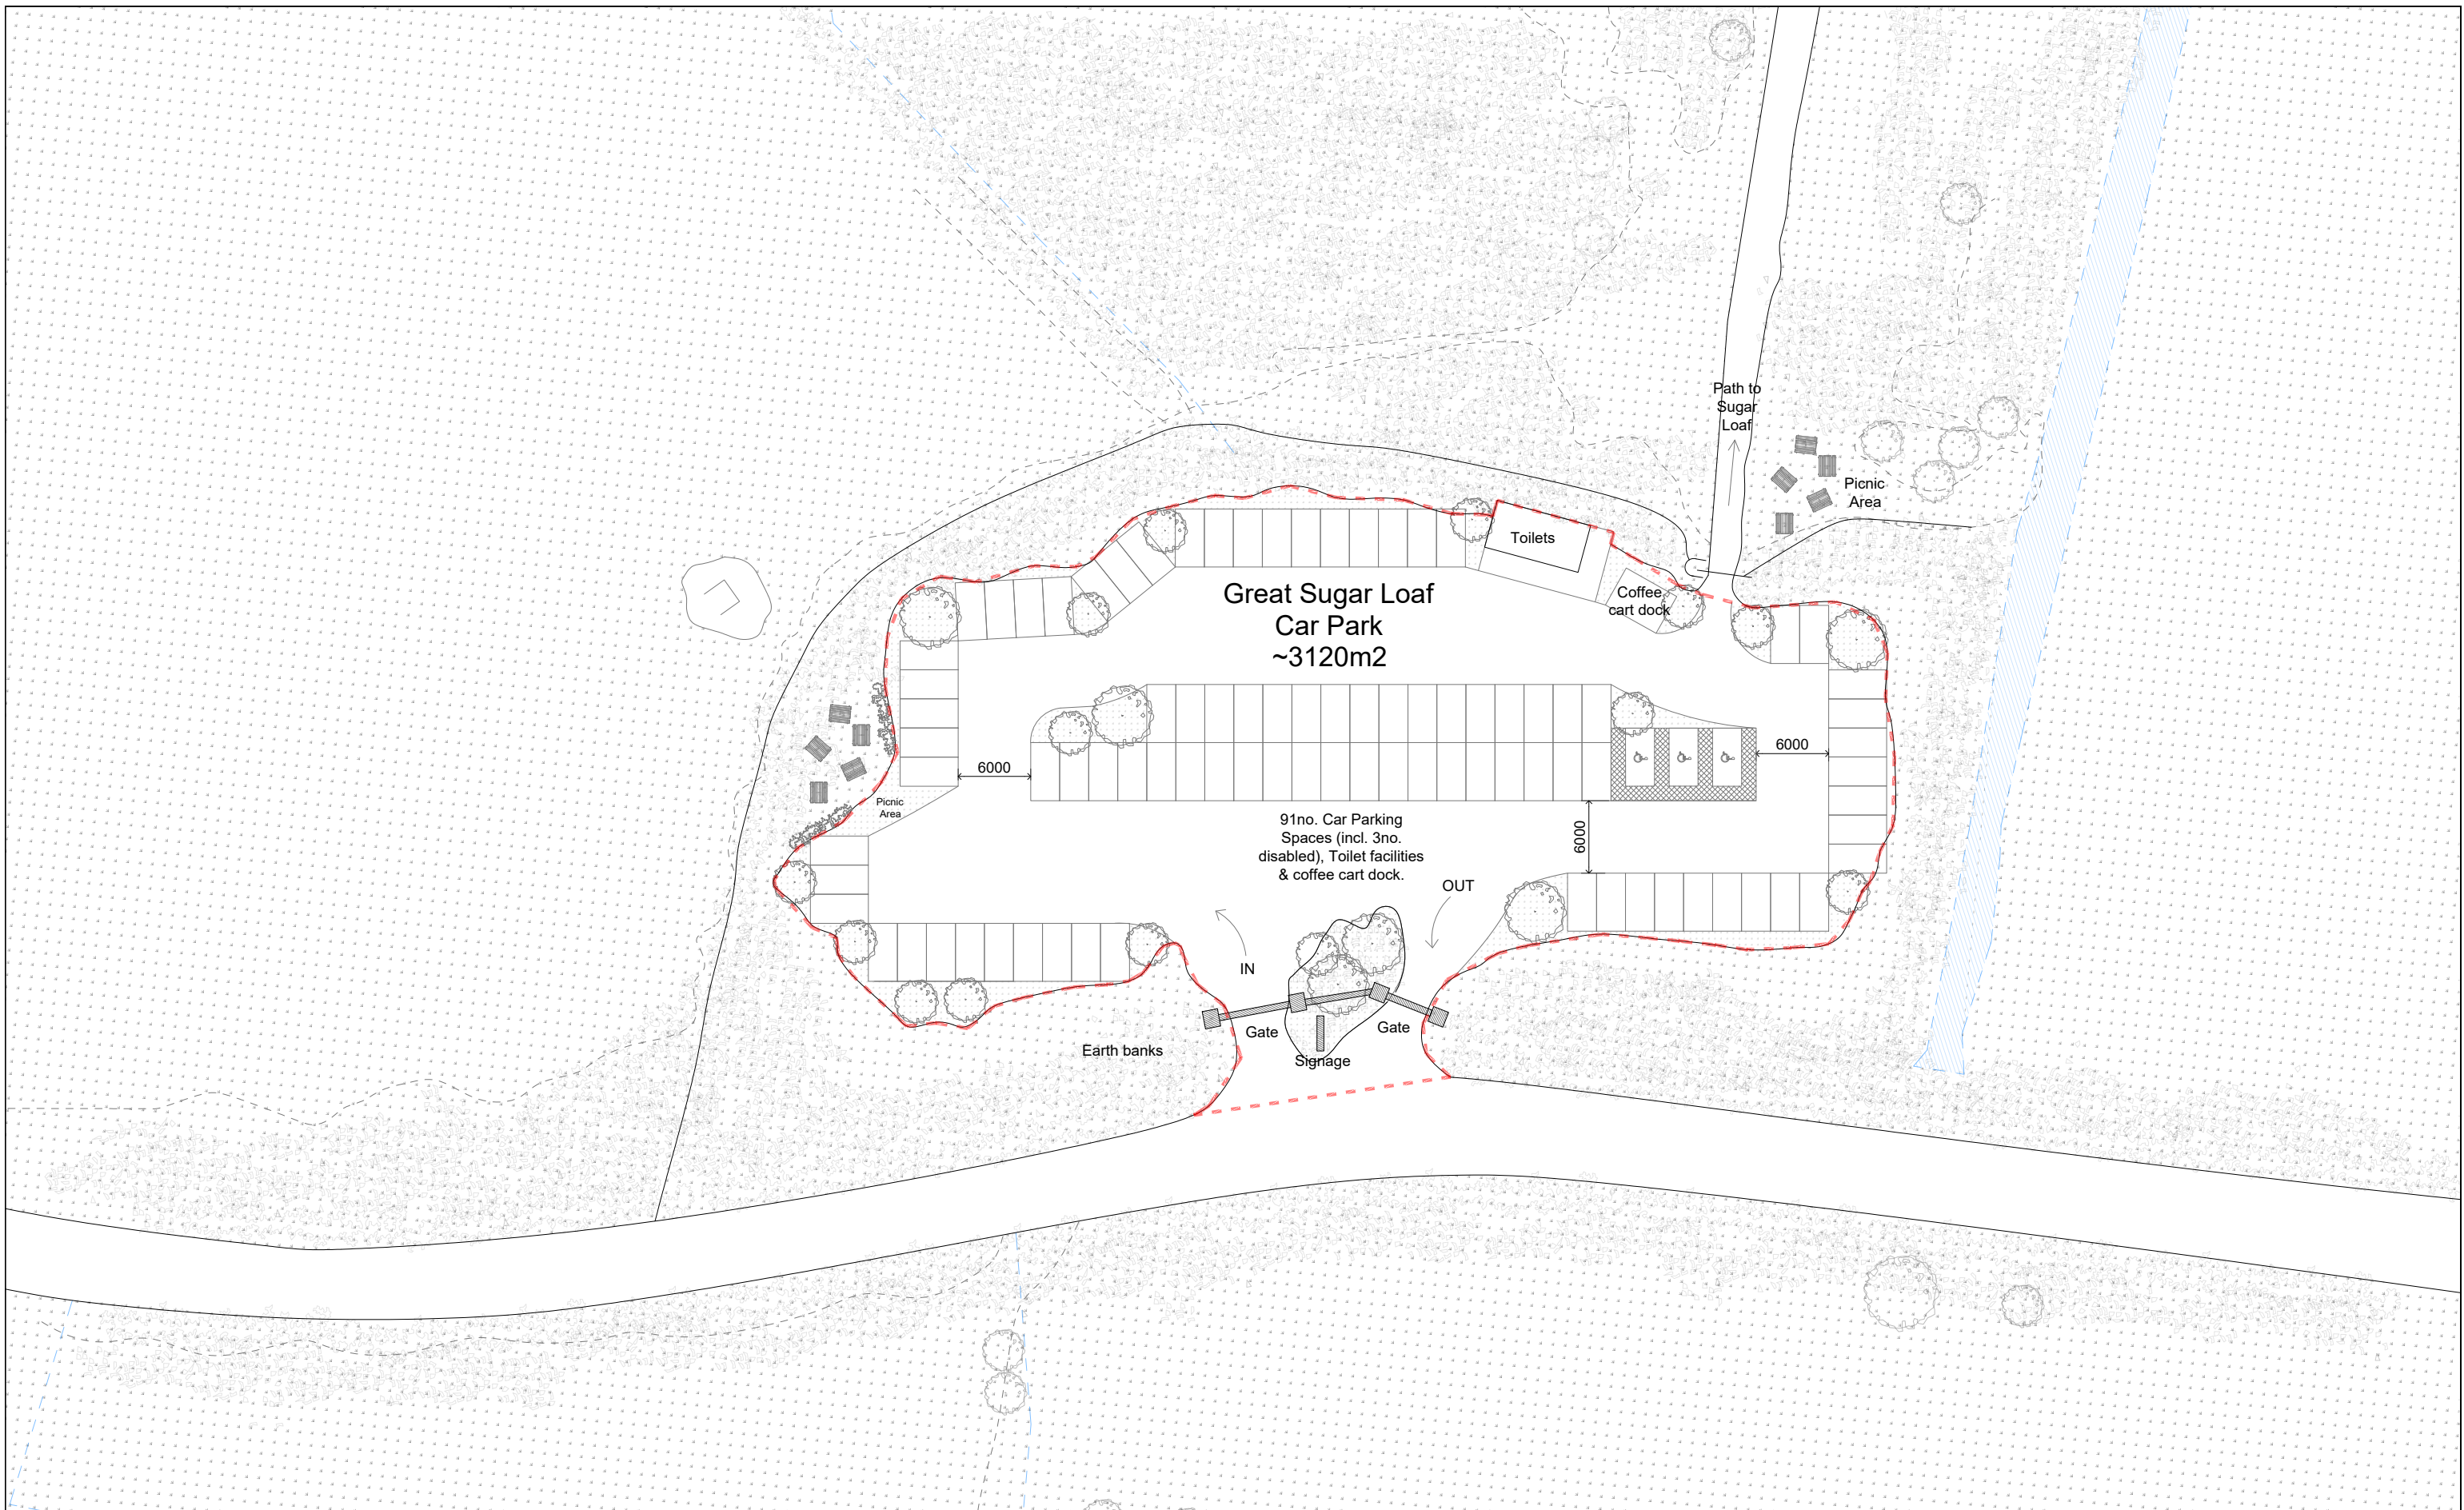 Path to
Sugar
Loaf
Picnic
Area
Toilets
Coffee
cart dock
Great Sugar Loaf
Car Park
~3120m2
6000
6000
Picnic
Area
91no. Car Parking
Spaces (incl. 3no.
disabled), Toilet facilities
& coffee cart dock.
6000
OUT
IN
Gate
Gate
Earth banks
Signage